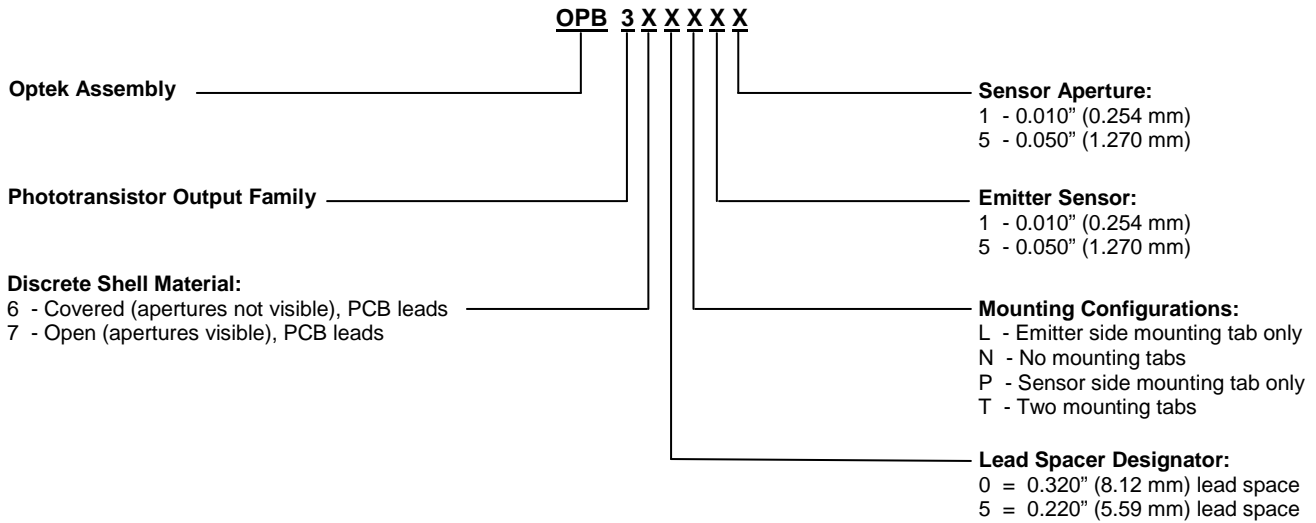 OPB 3 X X X X X
Optek Assembly
Phototransistor Output Family
Discrete Shell Material:
6 - Covered (apertures not visible), PCB leads
7 - Open (apertures visible), PCB leads
Sensor Aperture:
1 - 0.010” (0.254 mm)
5 - 0.050” (1.270 mm)
Emitter Sensor:
1 - 0.010” (0.254 mm)
5 - 0.050” (1.270 mm)
Mounting Configurations:
L - Emitter side mounting tab only
N - No mounting tabs
P - Sensor side mounting tab only
T - Two mounting tabs
Lead Spacer Designator:
0 = 0.320” (8.12 mm) lead space
5 = 0.220” (5.59 mm) lead space